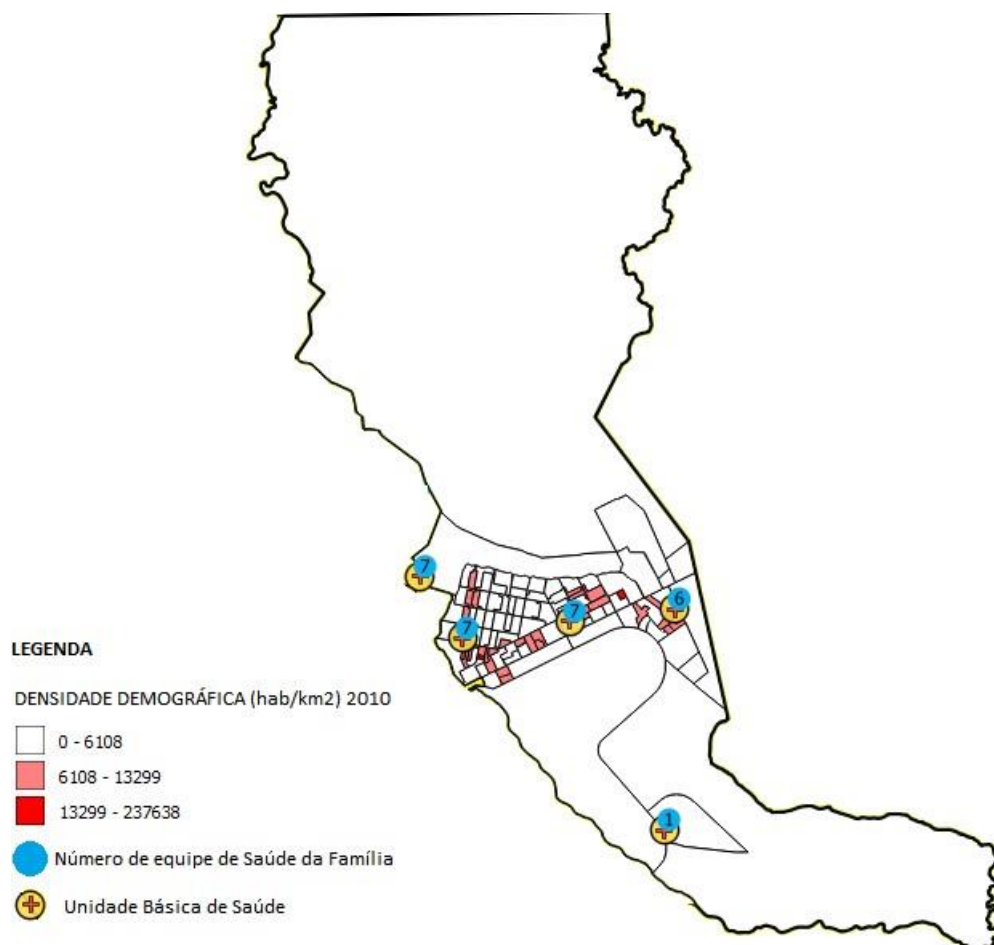 7
7
7
6
1
LEGENDA
DENSIDADE DEMOGRÁFICA (hab/km2) 2010
0 - 6108
6108 - 13299
13299 - 237638
Número de equipe de Saúde da Família
Unidade Básica de Saúde